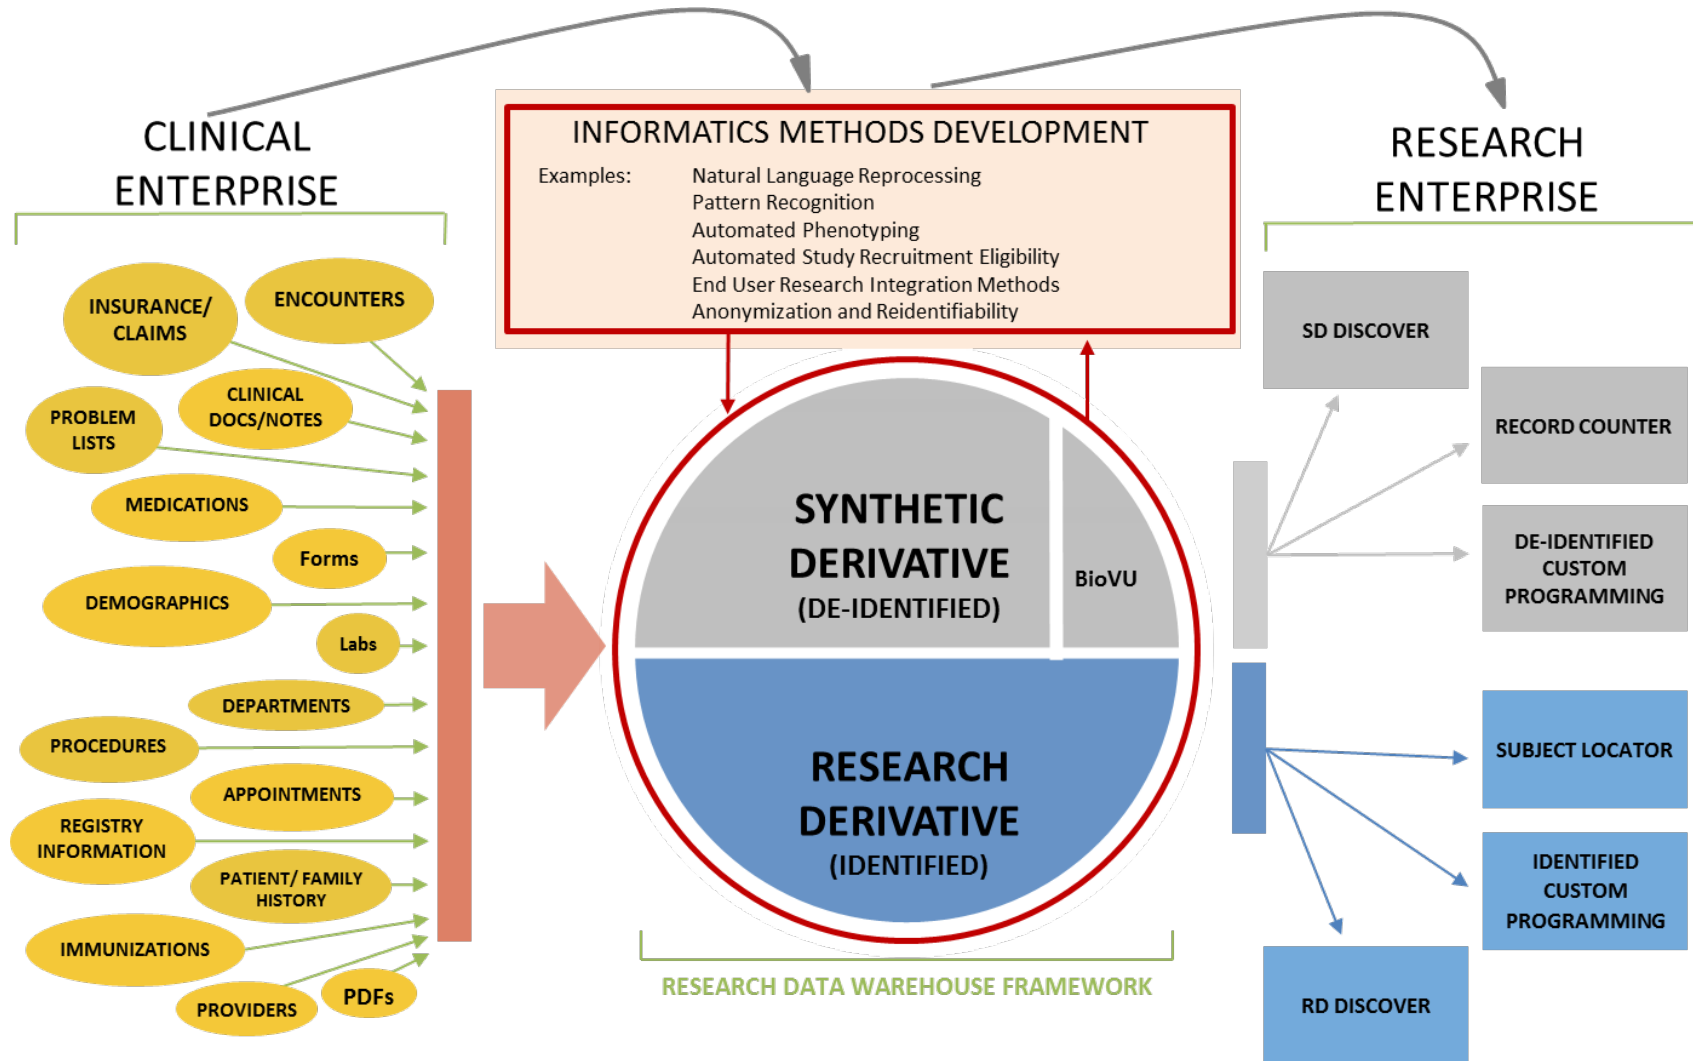 CLINICAL
ENTERPRISE
INFORMATICS METHODS DEVELOPMENT
Examples: Natural Language Reprocessing
Pattern Recognition
Automated Phenotyping
Automated Study Recruitment Eligibility
End User Research Integration Methods
Anonymization and Reidentifiability
RESEARCH
ENTERPRISE
INSURANCE/
CLAIMS
ENCOUNTERS
CLINICAL
DOCS/NOTES
PROBLEM
LISTS
MEDICATIONS
Forms
DEMOGRAPHICS
Labs
DEPARTMENTS
PROCEDURES
APPOINTMENTS
REGISTRY
INFORMATION
PATIENT/ FAMILY
HISTORY
IMMUNIZATIONS
PROVIDERS
PDFs
SYNTHETIC
DERIVATIVE
(DE-IDENTIFIED)
BioVU
RESEARCH
DERIVATIVE
(IDENTIFIED)
RESEARCH DATA WAREHOUSE FRAMEWORK
SD DISCOVER
RECORD COUNTER
DE-IDENTIFIED
CUSTOM
PROGRAMMING
SUBJECT LOCATOR
IDENTIFIED
CUSTOM
PROGRAMMING
RD DISCOVER